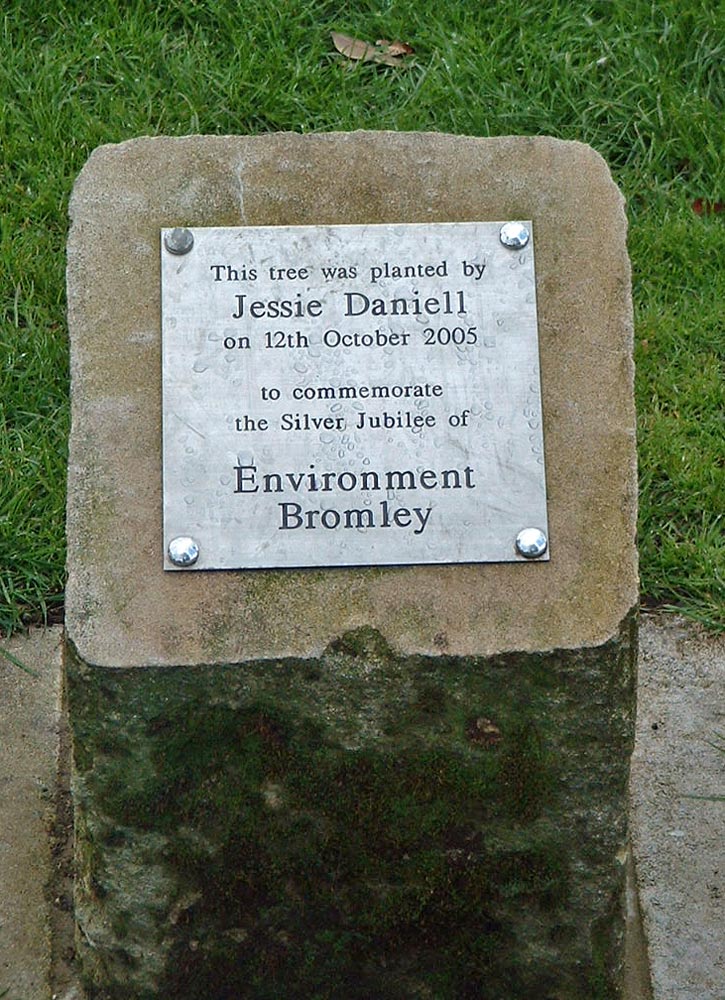 This tree was planted by
Jessie Daniell
on 12th October 2005
to commemorate
the Silver Jubilee of
Environment
Bromley